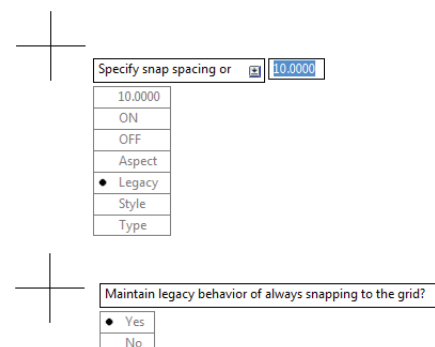 Specify snap spacing or 10.0000
10.0000
ON
OFF
Aspect
Legacy
Style
Type
Maintain legacy behavior of always snapping to the grid?
Yes
No